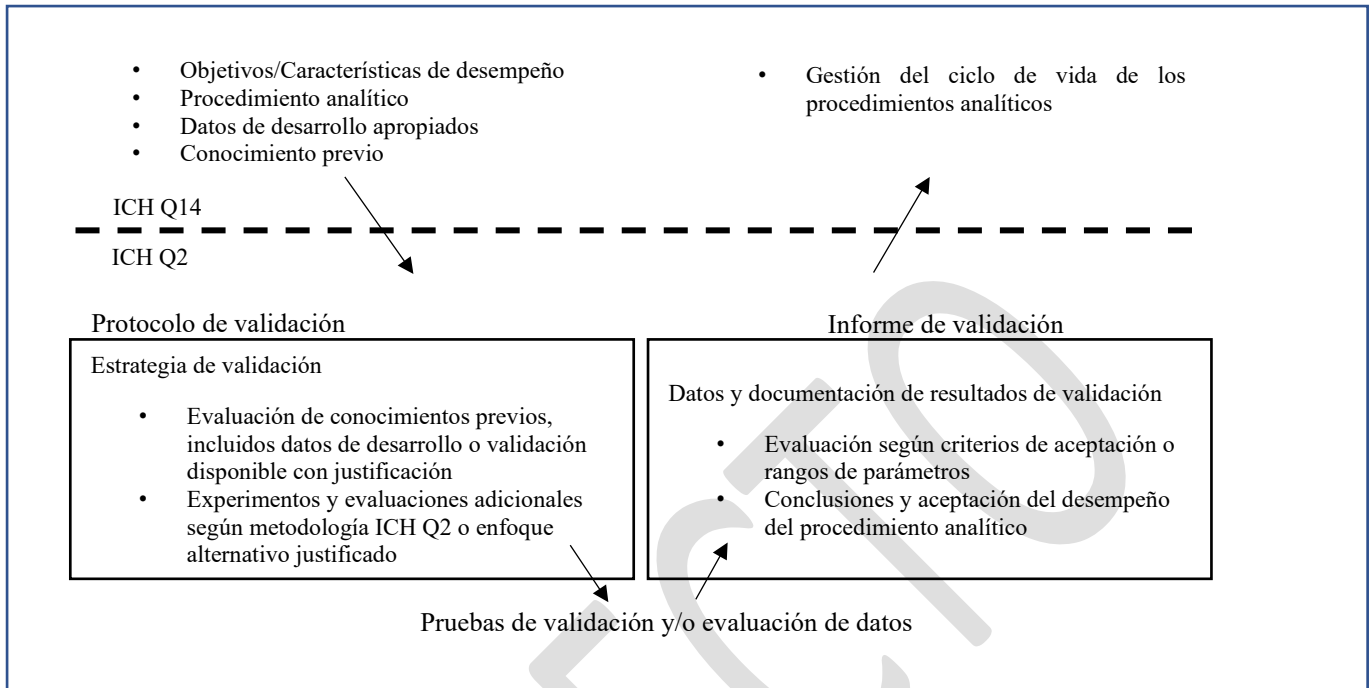 • Objetivos/Características de desempeño
• Procedimiento analítico
• Datos de desarrollo apropiados
• Conocimiento previo
• Gestión del ciclo de vida de los
procedimientos analíticos
ICH Q14
ICH Q2
Protocolo de validación
Estrategia de validación
• Evaluación de conocimientos previos,
incluidos datos de desarrollo o validación
disponible con justificación
• Experimentos y evaluaciones adicionales
según metodología ICH Q2 o enfoque
alternativo justificado
Informe de validación
Datos y documentación de resultados de validación
• Evaluación según criterios de aceptación o
rangos de parámetros
• Conclusiones y aceptación del desempeño
del procedimiento analítico
Pruebas de validación y/o evaluación de datos